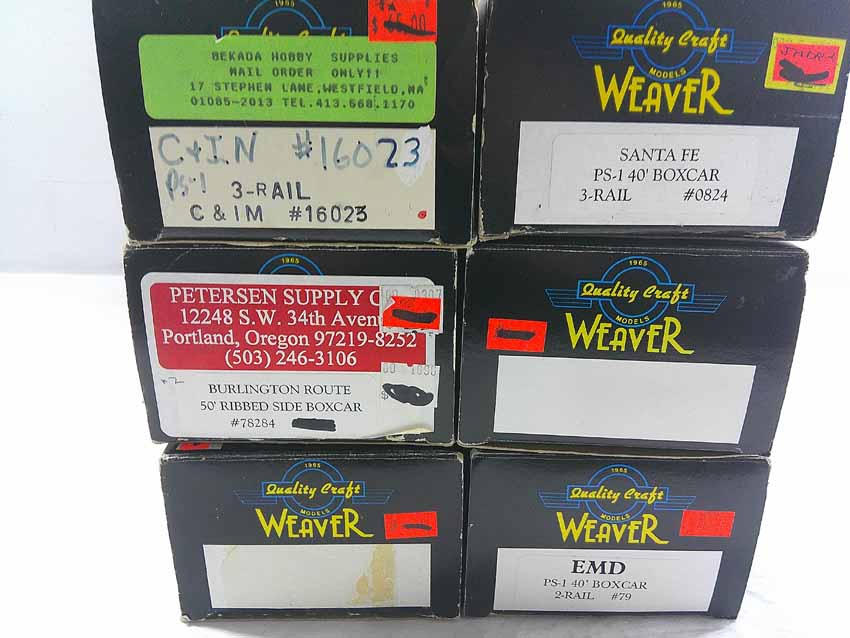 $ 45.00
BEKADA HOBBY SUPPLIES
MAIL ORDER ONLY!!
17 STEPHEN LANE, WESTFIELD, MA
01085-2013 TEL. 413.568.1170
C+IN #16023
PS-1 3-RAIL
C & IM #16023
1965
Quality Craft
MODELS
WEAVER
SANTA FE
PS-1 40' BOXCAR
3-RAIL #0824
1965
PETERSEN SUPPLY
12248 S.W. 34th
Portland, Oregon 97219-8252
(503) 246-3106
BURLINGTON ROUTE
50' RIBBED SIDE BOXCAR
#78284
1965
Quality Craft
MODELS
WEAVER
1965
Quality Craft
MODELS
WEAVER
1965
Quality Craft
MODELS
WEAVER
EMD
PS-1 40' BOXCAR
2-RAIL #79